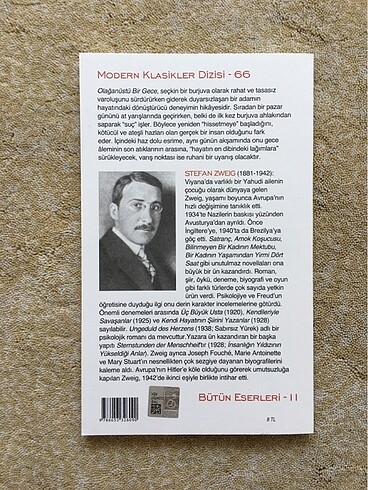 MODERN KLASİKLER DİZİSİ - 66
Olağanüstü Bir Gece, seçkin bir burjuva olarak rahat ve tasasız
varoluşunu sürdürürken giderek duyarsızlaşan bir adamın
hayatındaki dönüştürücü deneyimin hikâyesidir. Sıradan bir pazar
gününü at yarışlarında geçirirken, belki de ilk kez burjuva ahlakından
saparak "suç" işler. Böylece yeniden "hissetmeye" başladığını,
kötücül ve ateşli hazları olan gerçek bir insan olduğunu fark
eder. İçindeki haz dolu esrime, aynı günün akşamında onu gece
âleminin son atıklarının arasına, "hayatın en dibindeki lağımlara"
sürükleyecek, varış noktası ise ruhani bir uyanış olacaktır.
STEFAN ZWEIG (1881-1942):
Viyana'da varlıklı bir Yahudi ailenin
çocuğu olarak dünyaya gelen
Zweig, yaşamı boyunca Avrupa'nın
hızlı değişimine tanıklık etti.
1934'te Nazilerin baskısı yüzünden
Avusturya'dan ayrıldı. Önce
İngiltere'ye, 1940'ta da Brezilya'ya
göç etti. Satranç, Amok Koşucusu,
Bilinmeyen Bir Kadının Mektubu,
Bir Kadının Yaşamından Yirmi Dört
Saat gibi unutulmaz novellaları ona
büyük bir ün kazandırdı. Roman,
şiir, öykü, deneme, biyografi ve oyun
gibi farklı türlerde çok sayıda yetkin
ürün verdi. Psikolojiye ve Freud'un
öğretisine duyduğu ilgi onu derin karakter incelemelerine götürdü.
Önemli denemeleri arasında Üç Büyük Usta (1920), Kendileriyle
Savaşanlar (1925) ve Kendi Hayatının Şiirini Yazanlar (1928)
sayılabilir. Ungeduld des Herzens (1938; Sabırsız Yürek) adlı bir
psikolojik romanı da mevcuttur. Yazara ün kazandıran bir başka
yapıtı Sternstunden der Menschheit'tır (1928; İnsanlığın Yıldızının
Yükseldiği Anlar). Zweig ayrıca Joseph Fouché, Marie Antoinette
ve Mary Stuart'ın nesnellikten çok sezgiye dayanan biyografilerini
kaleme aldı. Avrupa'nın Hitler'e köle olduğunu görerek umutsuzluğa
kapılan Zweig, 1942'de ikinci eşiyle birlikte intihar etti.
BÜTÜN ESERLERİ - 11
8 TL